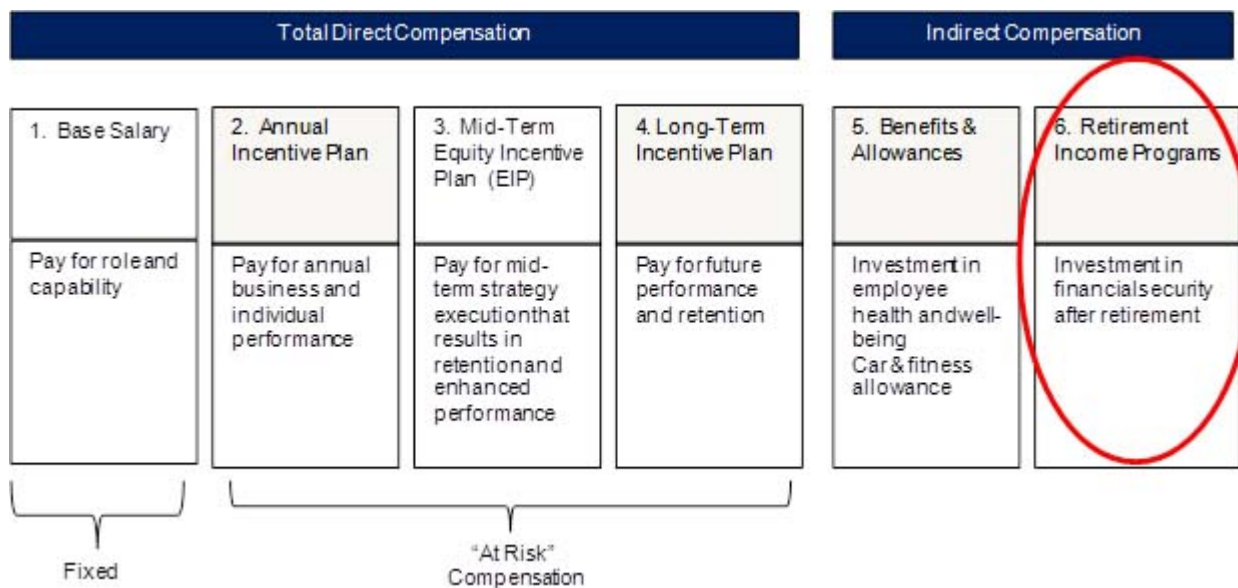 Total Direct Compensation
Indirect Compensation
1. Base Salary
2. Annual
Incentive Plan
3. Mid-Term
Equity Incentive
Plan (EIP)
4. Long-Term
Incentive Plan
5. Benefits &
Allowances
6. Retirement
Income Programs
Pay for role and
capability
Pay for annual
business and
individual
performance
Pay for mid-
term strategy
execution that
results in
retention and
enhanced
performance
Pay for future
performance
and retention
Investment in
employee
health and well-
being
Car & fitness
allowance
Investment in
financial security
after retirement
Fixed
“At Risk”
Compensation